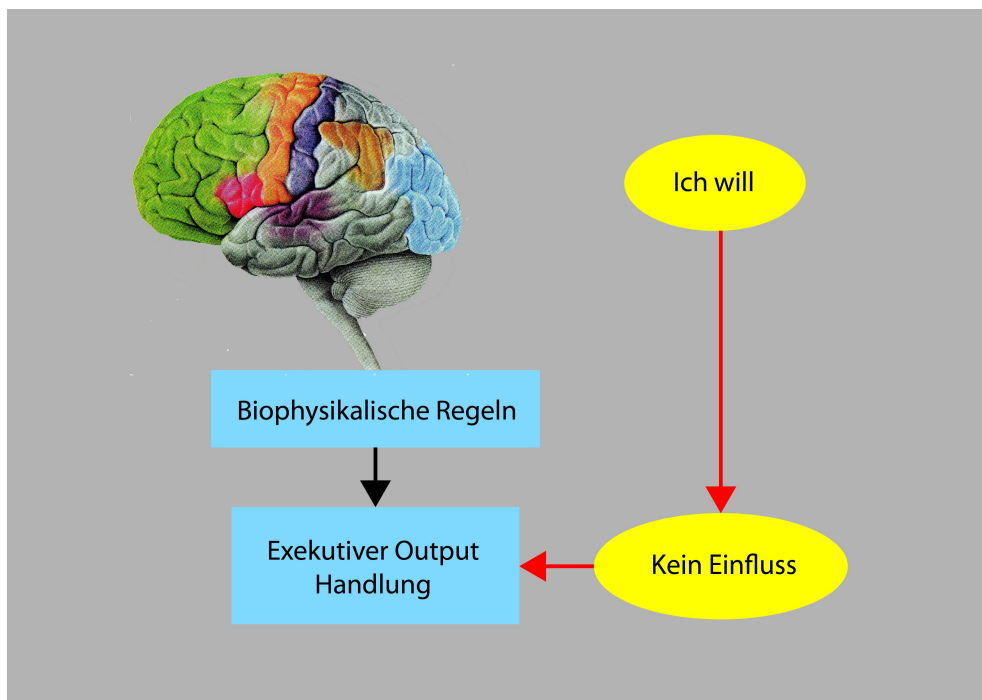 Ich will
Biophysikalische Regeln
Exekutiver Output
Handlung
Kein Einfluss